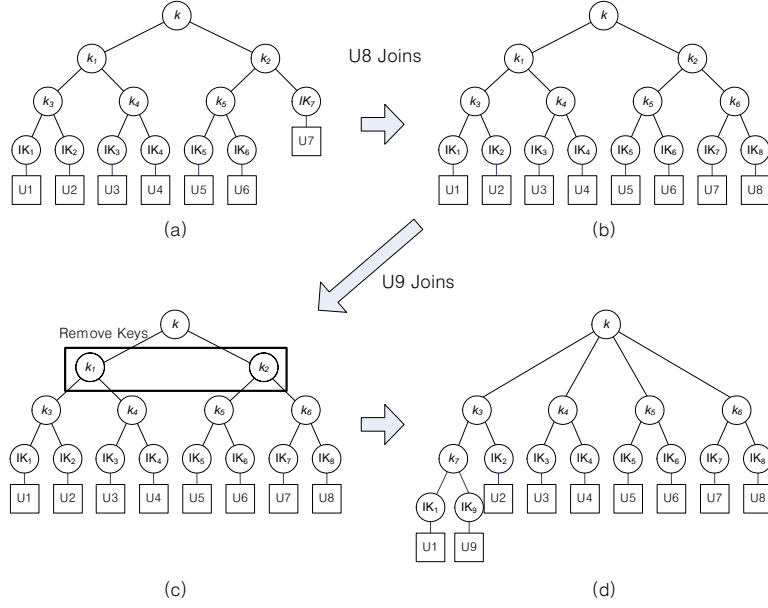 k
k1 k2
k3 k4 k5 IK7
IK1 IK2 IK3 IK4 IK5 IK6 U7
U1 U2 U3 U4 U5 U6
(a)
U8 Joins
k
k1 k2
k3 k4 k5 k6
IK1 IK2 IK3 IK4 IK5 IK6 IK7 IK8
U1 U2 U3 U4 U5 U6 U7 U8
(b)
U9 Joins
k
Remove Keys
k1 k2
k3 k4 k5 k6
IK1 IK2 IK3 IK4 IK5 IK6 IK7 IK8
U1 U2 U3 U4 U5 U6 U7 U8
(c)
k
k3 k4 k5 k6
k7 IK2 IK3 IK4 IK5 IK6 IK7 IK8
IK1 IK9 U2 U3 U4 U5 U6 U7 U8
U1 U9
(d)